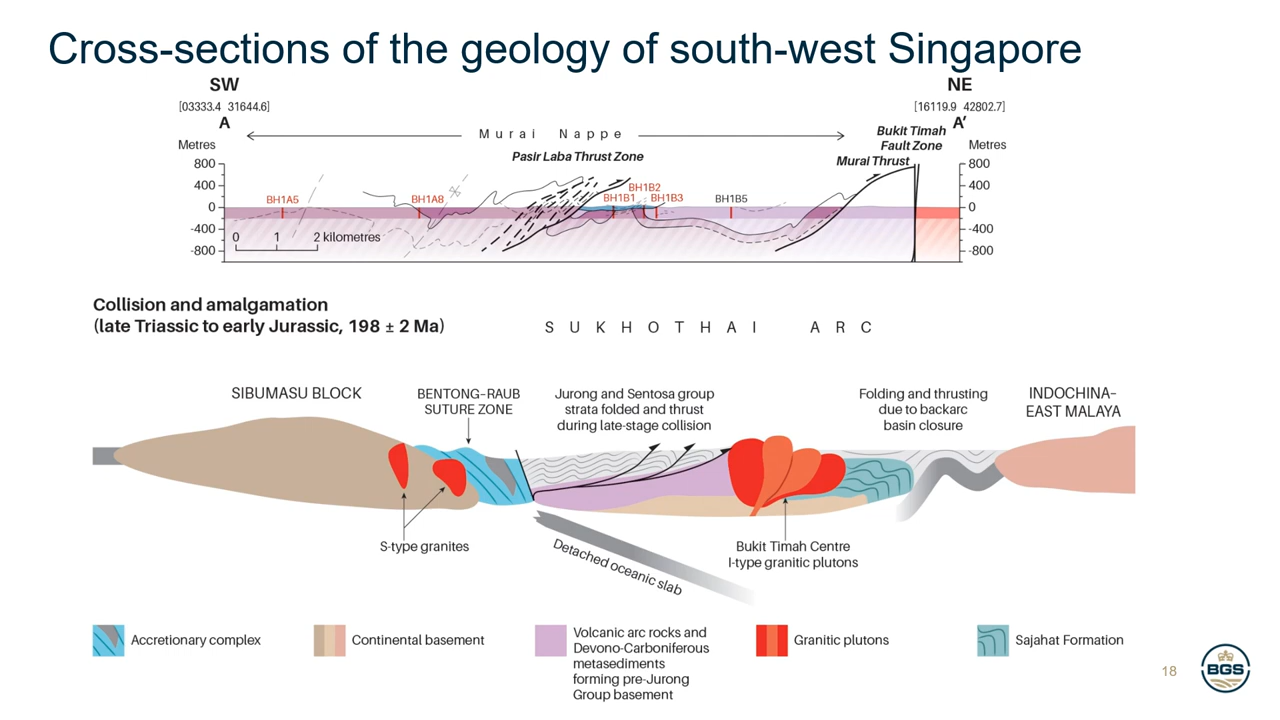 Cross-sections of the geology of south-west Singapore
SW
NE
[03333.4 31644.6]
[16119.9 42802.7]
A
A’
Metres
Murai Nappe
Pasir Laba Thrust Zone
Bukit Timah
Fault Zone
Murai Thrust
Metres
800
400
0
-400
-800
BH1A5
BH1A8
BH1B2
BH1B1
BH1B3
BH1B5
800
400
0
-400
-800
0 1 2 kilometres
Collision and amalgamation
(late Triassic to early Jurassic, 198 ± 2 Ma)
SUKHOTHAI ARC
SIBUMASU BLOCK
BENTONG–RAUB
SUTURE ZONE
Jurong and Sentosa group
strata folded and thrust
during late-stage collision
Folding and thrusting
due to backarc
basin closure
INDOCHINA–
EAST MALAYA
S-type granites
Detached oceanic slab
Bukit Timah Centre
I-type granitic plutons
Accretionary complex
Continental basement
Volcanic arc rocks and
Devono-Carboniferous
metasediments
forming pre-Jurong
Group basement
Granitic plutons
Sajahat Formation
18
BGS